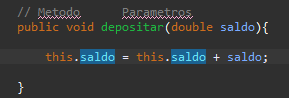 // Metodo Parametros
public void depositar(double saldo){
this.saldo = this.saldo + saldo;
}